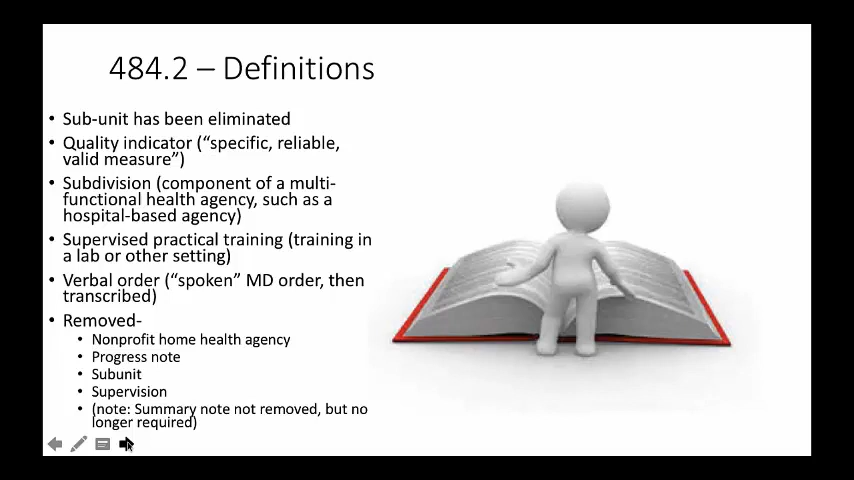 484.2 – Definitions
• Sub-unit has been eliminated
• Quality indicator (“specific, reliable,
valid measure”)
• Subdivision (component of a multi-
functional health agency, such as a
hospital-based agency)
• Supervised practical training (training in
a lab or other setting)
• Verbal order (“spoken” MD order, then
transcribed)
• Removed-
• Nonprofit home health agency
• Progress note
• Subunit
• Supervision
• (note: Summary note not removed, but no
longer required)